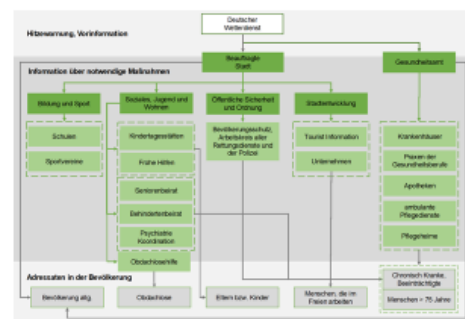 Deutscher
Wetterdienst
Hitzewarnung, Vorinformation
Beauftragte
Stadt
Gesundheitsamt
Information über notwendige Maßnahmen
Bildung und Sport
Soziales, Jugend und
Wohnen
Öffentliche Sicherheit
und Ordnung
Stadtentwicklung
Schulen
Sportvereine
Kindertagesstätten
Frühe Hilfen
Seniorenbeirat
Behindertenbeirat
Psychiatrie
Koordination
Obdachlosenhilfe
Bevölkerungsschutz,
Arbeitskreis aller
Rettungsdienste und
der Polizei
Tourist Information
Unternehmen
Krankenhäuser
Praxen der
Gesundheitsberufe
Apotheken
ambulante
Pflegedienste
Pflegeheime
Adressaten in der Bevölkerung
Bevölkerung allg.
Obdachlose
Eltern bzw. Kinder
Menschen, die im
Freien arbeiten
Chronisch Kranke,
Beeinträchtigte
Menschen > 75 Jahre